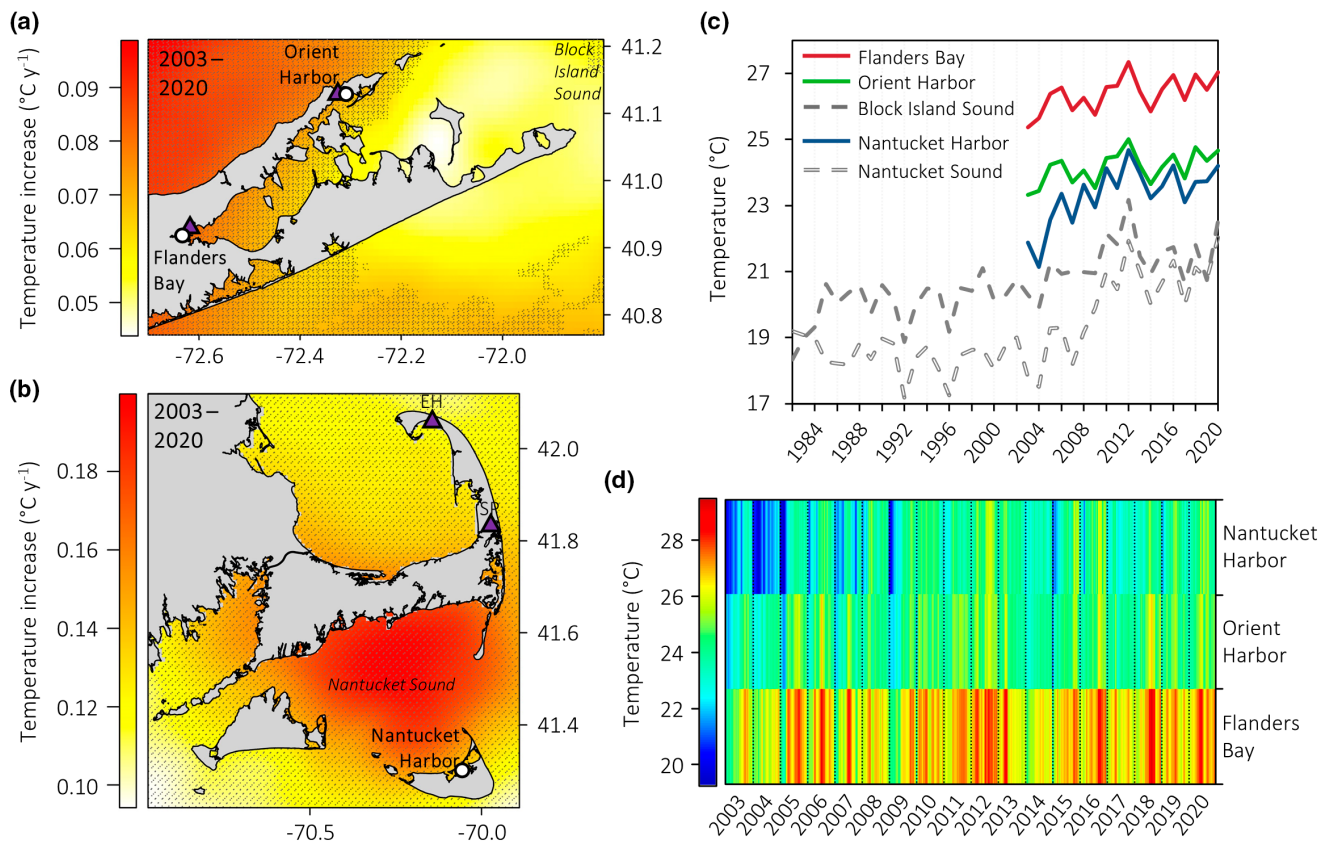 (a)
Temperature increase (°C y-1)
0.09
0.08
0.07
0.06
0.05
2003–
2020
Orient
Harbor
Block
Island
Sound
Flanders
Bay
41.2
41.1
41.0
40.9
40.8
-72.6
-72.4
-72.2
-72.0
(b)
Temperature increase (°C y-1)
0.18
0.16
0.14
0.12
0.10
2003–
2020
EH
SP
Nantucket Sound
Nantucket
Harbor
42.0
41.8
41.6
41.4
-70.5
-70.0
(c)
Temperature (°C)
27
25
23
21
19
17
Flanders Bay
Orient Harbor
Block Island Sound
Nantucket Harbor
Nantucket Sound
1984
1988
1992
1996
2000
2004
2008
2012
2016
2020
(d)
Temperature (°C)
28
26
24
22
20
Nantucket
Harbor
Orient
Harbor
Flanders
Bay
2003
2004
2005
2006
2007
2008
2009
2010
2011
2012
2013
2014
2015
2016
2017
2018
2019
2020